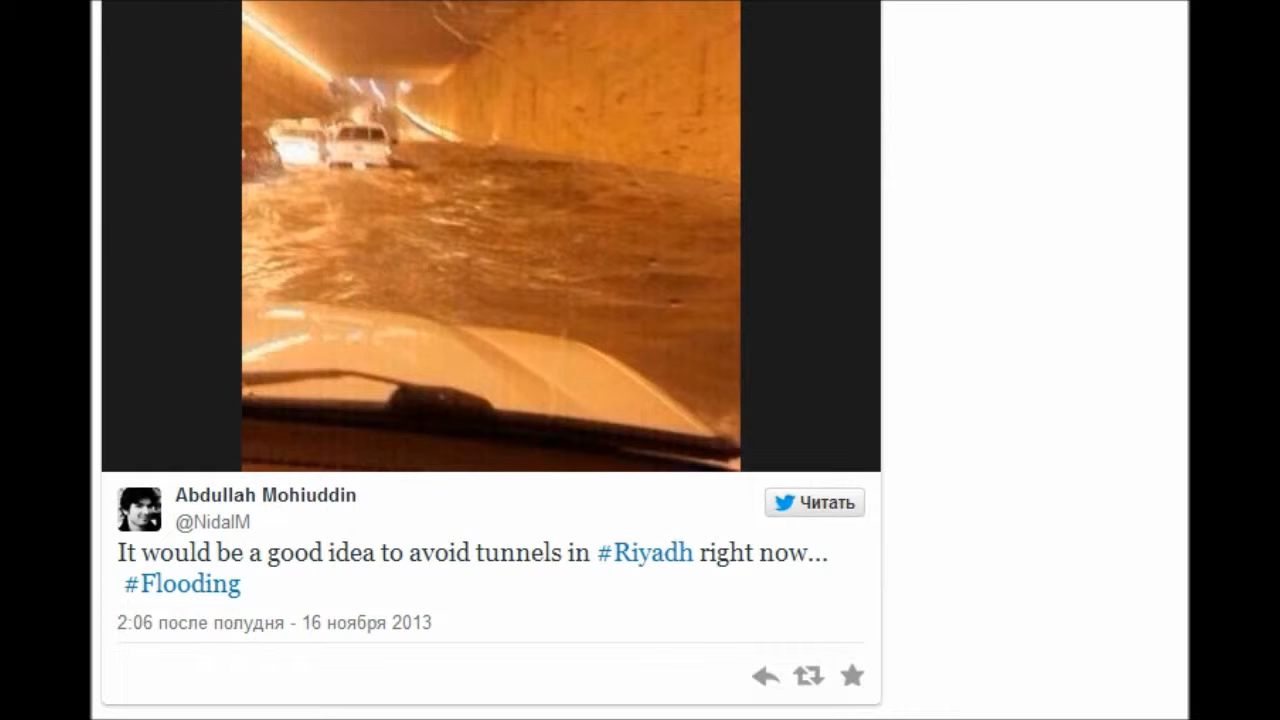 Abdullah Mohiuddin
@NidalM
Читать
It would be a good idea to avoid tunnels in #Riyadh right now...
#Flooding
2:06 после полудня - 16 ноября 2013